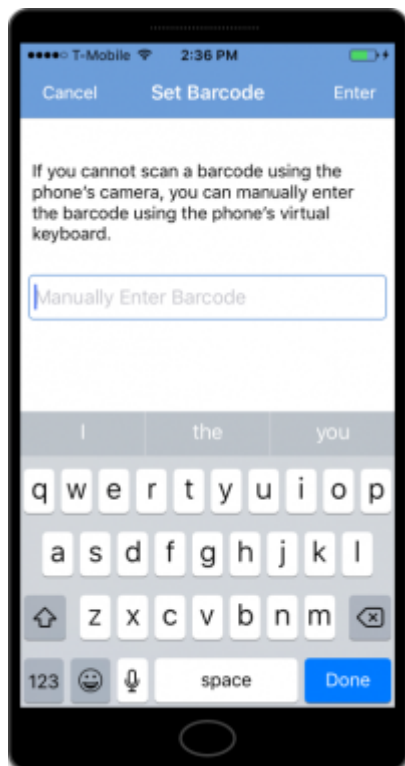 T-Mobile 2:36 PM
Cancel Set Barcode Enter
If you cannot scan a barcode using the
phone's camera, you can manually enter
the barcode using the phone's virtual
keyboard.
Manually Enter Barcode
I the you
q w e r t y u i o p
a s d f g h j k l
z x c v b n m
123 space Done